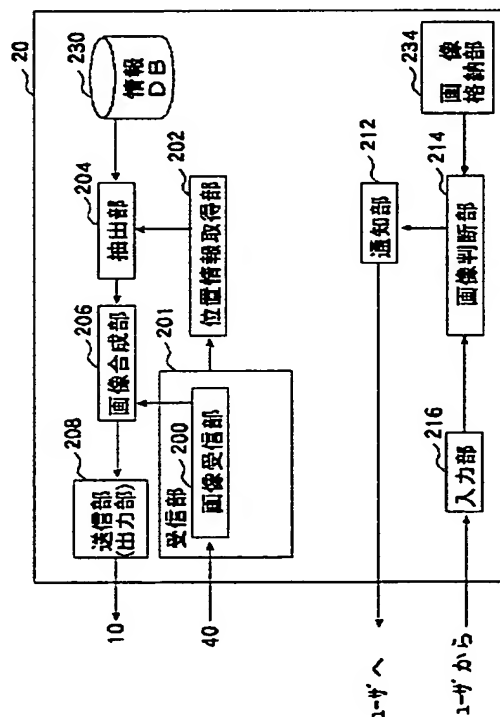 20
230
情報
DB
204
抽出部
202
位置情報取得部
206
画像合成部
201
208
送信部
(出力部)
受信部
200
画像受信部
10
40
234
画像
格納部
212
通知部
214
画像判断部
216
入力部
ユーザへ
ユーザから